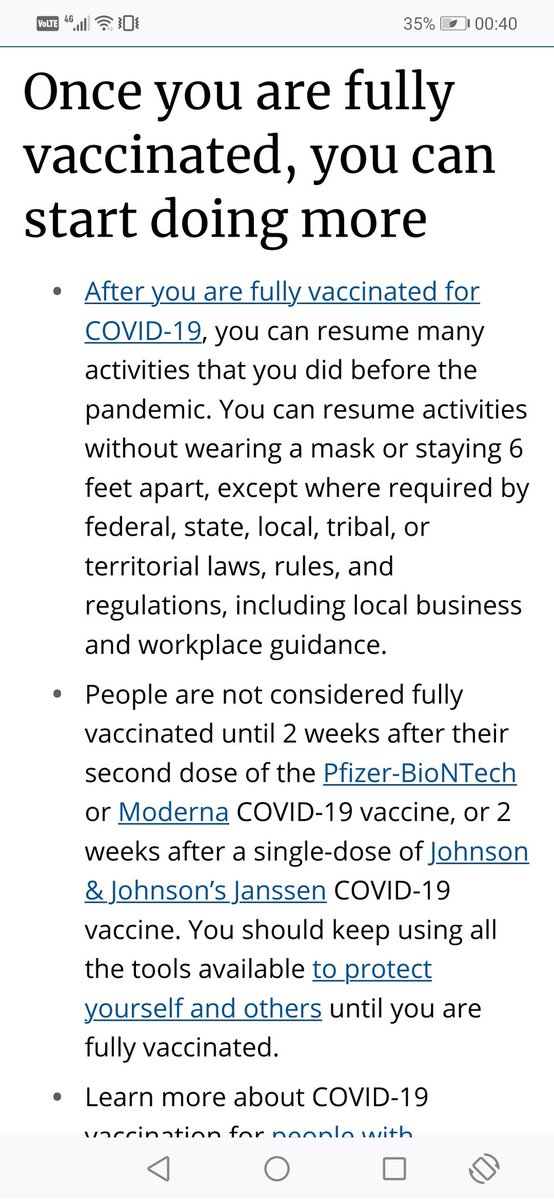 VoLTE 4G 35% 00:40
Once you are fully
vaccinated, you can
start doing more
• After you are fully vaccinated for
COVID-19, you can resume many
activities that you did before the
pandemic. You can resume activities
without wearing a mask or staying 6
feet apart, except where required by
federal, state, local, tribal, or
territorial laws, rules, and
regulations, including local business
and workplace guidance.
• People are not considered fully
vaccinated until 2 weeks after their
second dose of the Pfizer-BioNTech
or Moderna COVID-19 vaccine, or 2
weeks after a single-dose of Johnson
& Johnson’s Janssen COVID-19
vaccine. You should keep using all
the tools available to protect
yourself and others until you are
fully vaccinated.
• Learn more about COVID-19
vaccination for people with